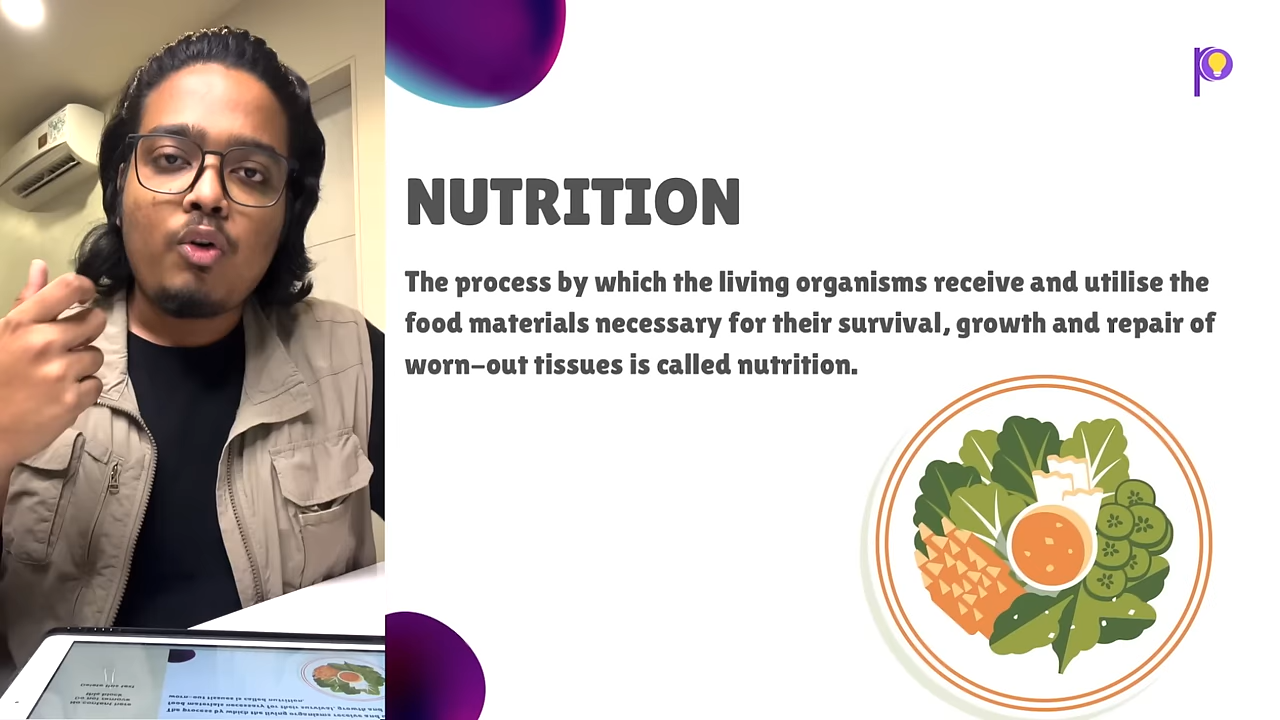 NUTRITION
The process by which the living organisms receive and utilise the
food materials necessary for their survival, growth and repair of
worn-out tissues is called nutrition.